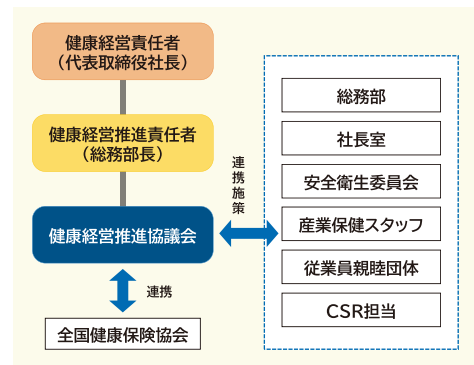 健康経営責任者
（代表取締役社長）
健康経営推進責任者
（総務部長）
健康経営推進協議会
連携
全国健康保険協会
連携施策
総務部
社長室
安全衛生委員会
産業保健スタッフ
従業員親睦団体
CSR担当